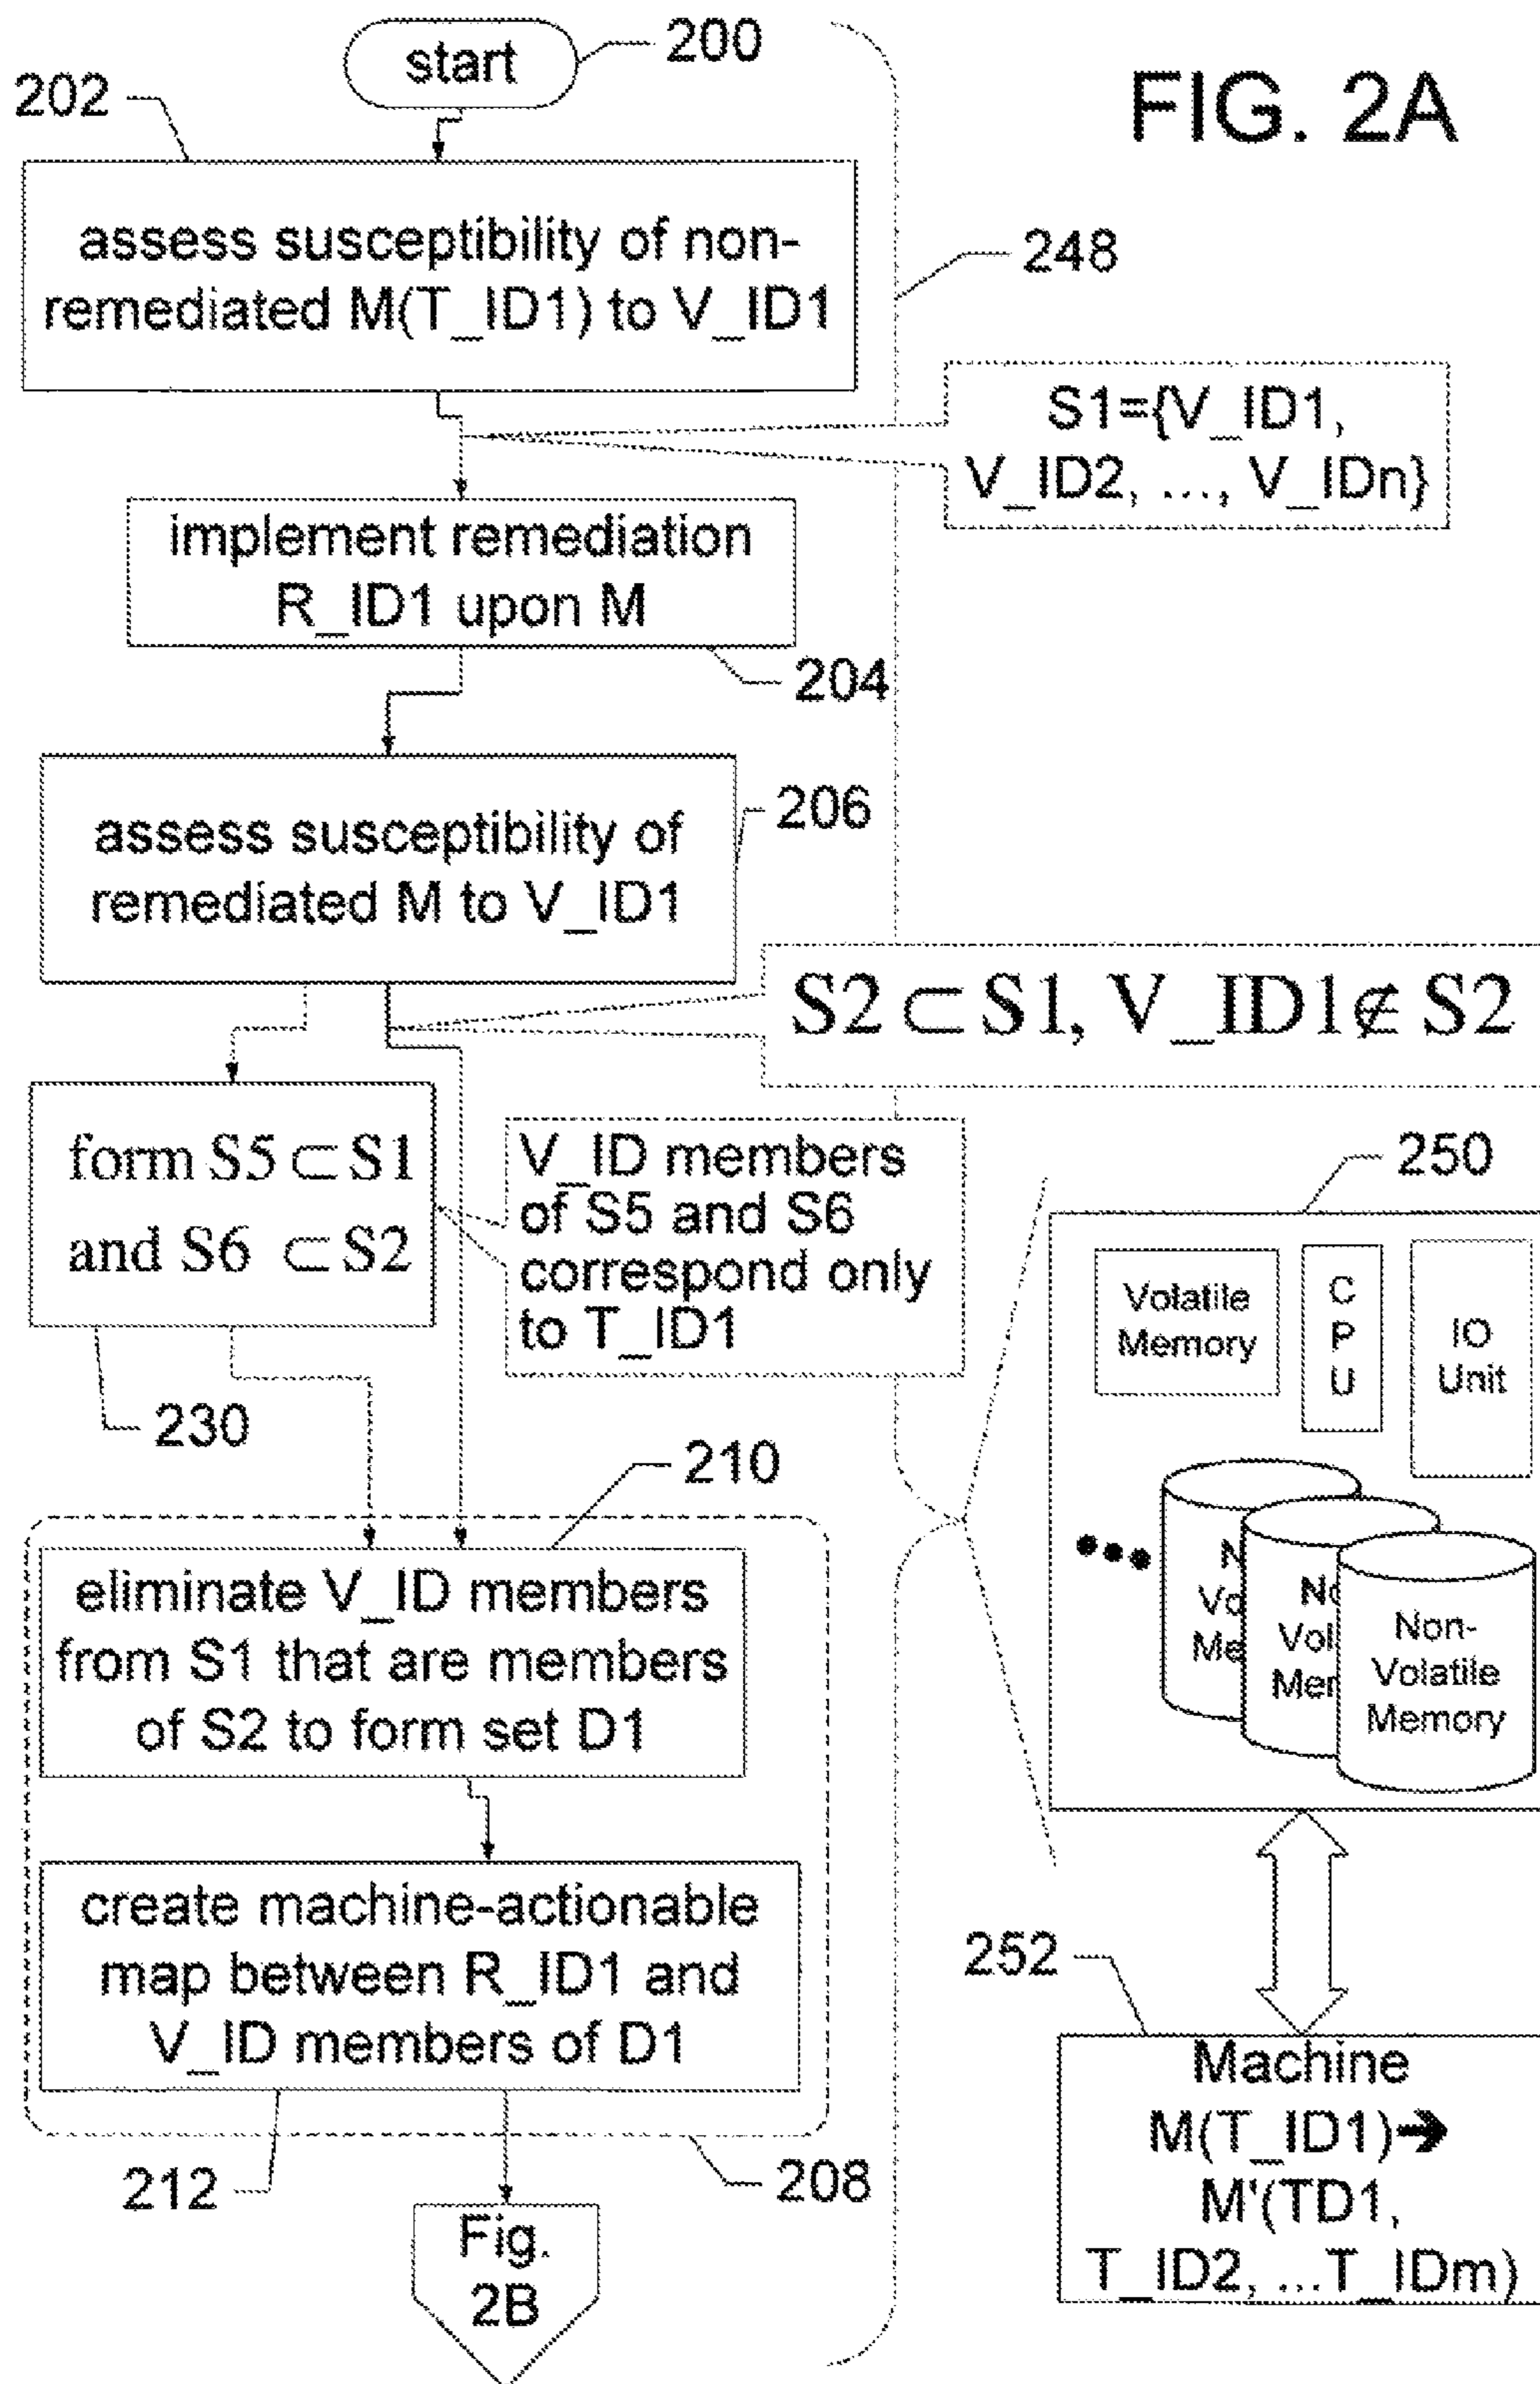 FIG. 2A
start
200
202
assess susceptibility of non-
remediated M(T_ID1) to V_ID1
248
S1={V_ID1,
V_ID2, ..., V_IDn}
implement remediation
R_ID1 upon M
204
assess susceptibility of
remediated M to V_ID1
206
S2 ⊂ S1, V_ID1∉ S2
form S5 ⊂ S1
and S6 ⊂ S2
230
V_ID members
of S5 and S6
correspond only
to T_ID1
210
eliminate V_ID members
from S1 that are members
of S2 to form set D1
create machine-actionable
map between R_ID1 and
V_ID members of D1
212
208
Fig.
2B
250
Volatile
Memory
C
P
U
IO
Unit
N
Vo
Me
No
Vol
Mem
Non-
Volatile
Memory
252
Machine
M(T_ID1)➔
M'(TD1,
T_ID2, ...T_IDm)